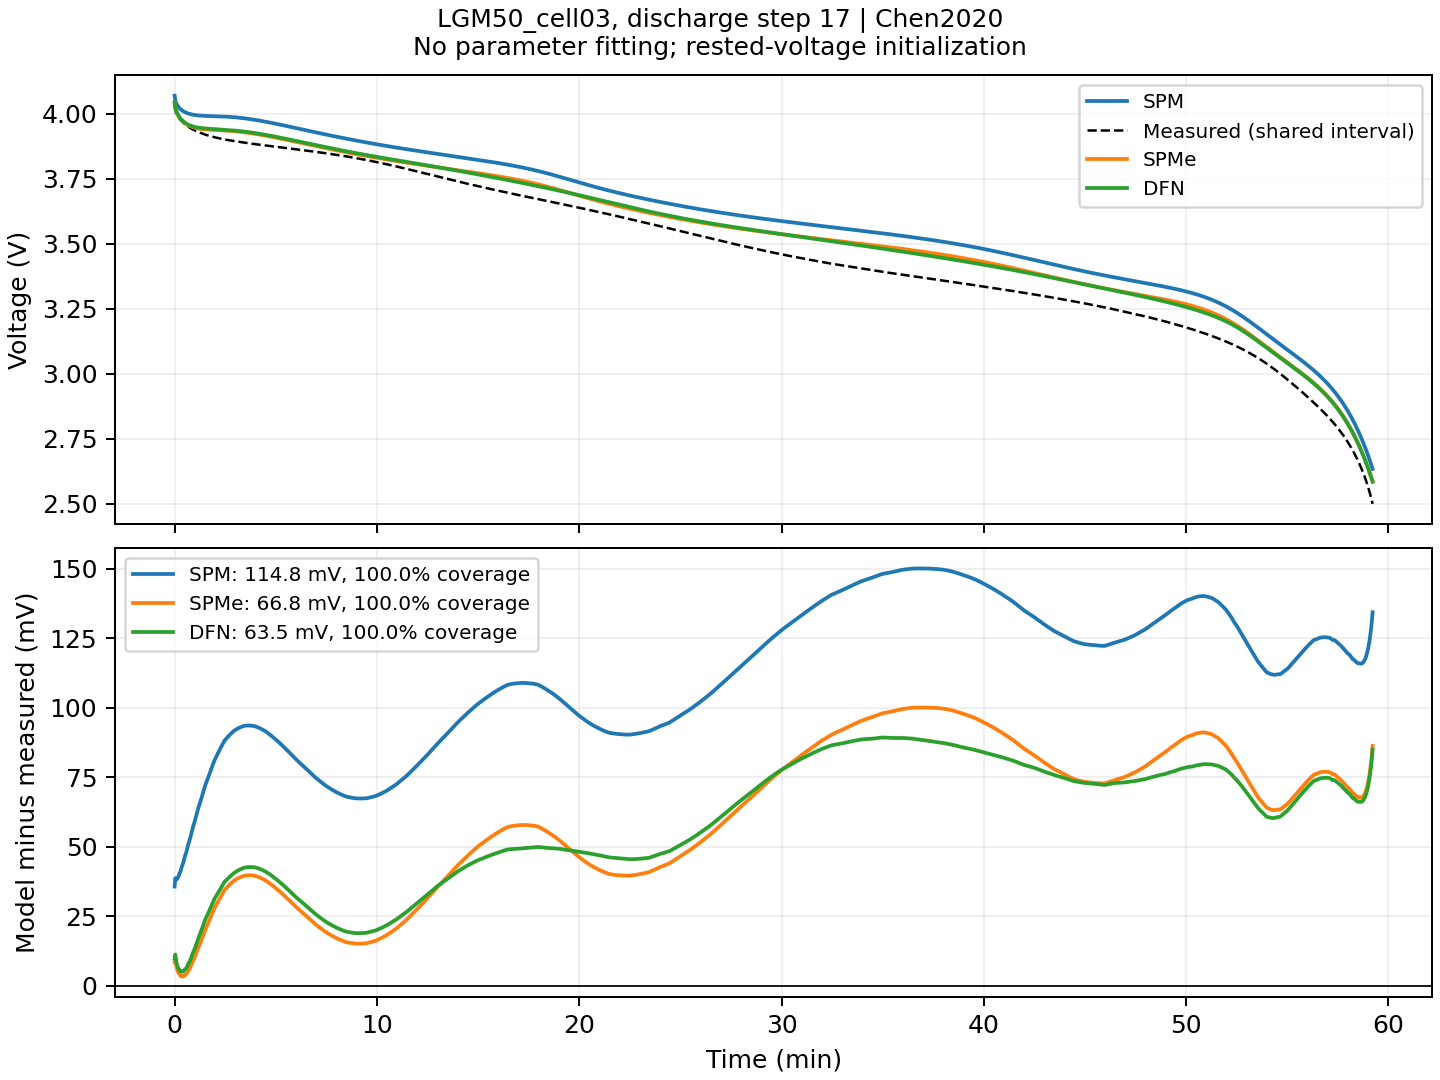 LGM50_cell03, discharge step 17 | Chen2020
No parameter fitting; rested-voltage initialization
Voltage (V)
4.00
3.75
3.50
3.25
3.00
2.75
2.50
SPM
Measured (shared interval)
SPMe
DFN
Model minus measured (mV)
150
125
100
75
50
25
0
SPM: 114.8 mV, 100.0% coverage
SPMe: 66.8 mV, 100.0% coverage
DFN: 63.5 mV, 100.0% coverage
0 10 20 30 40 50 60
Time (min)